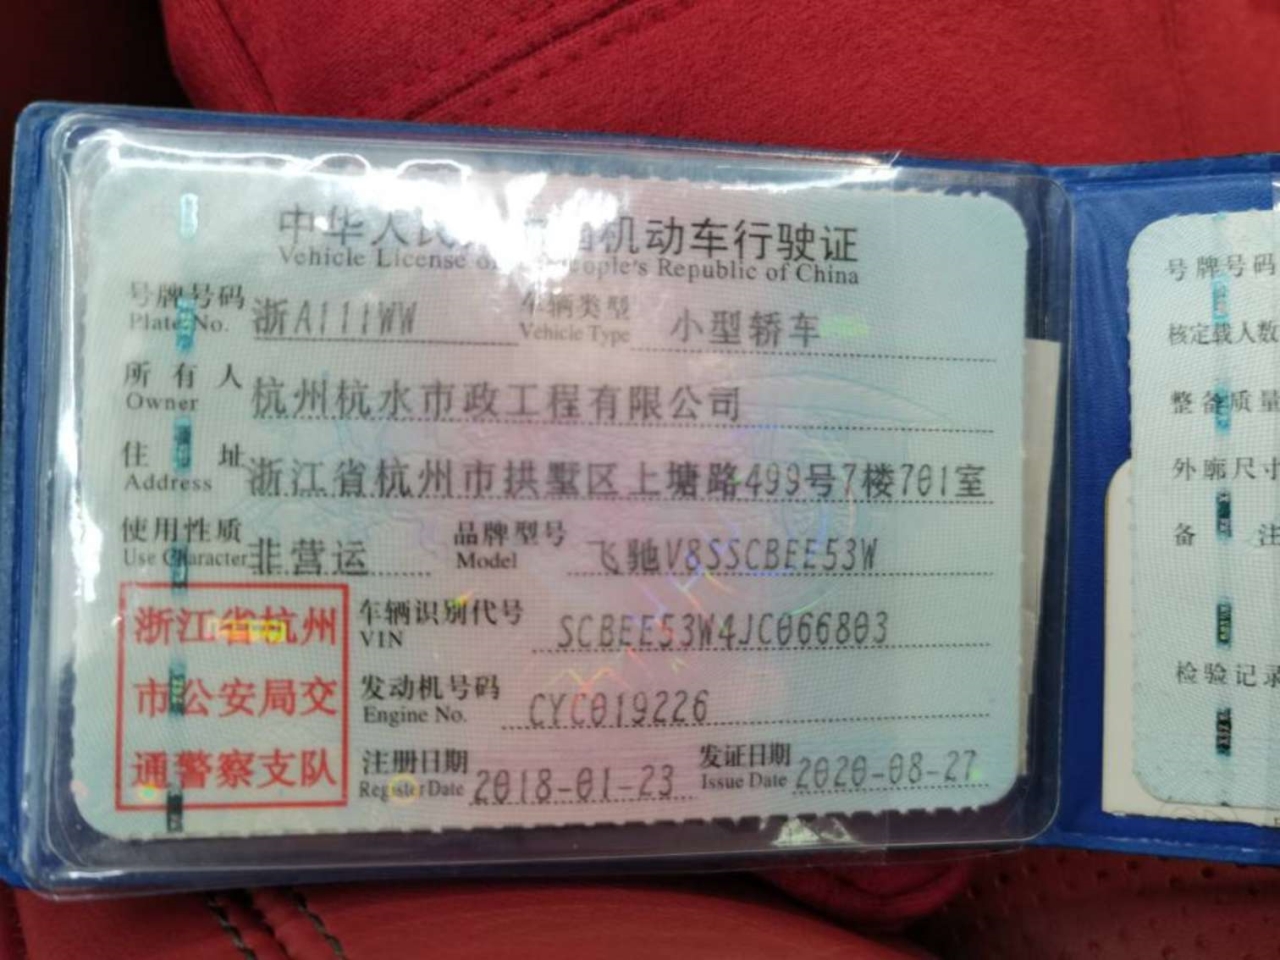 中华人民共和国机动车行驶证
Vehicle License of the People's Republic of China
号牌号码 浙A111WW 车辆类型 小型轿车
Plate No. Vehicle Type
所有人 杭州杭水市政工程有限公司
Owner
住址 浙江省杭州市拱墅区上塘路499号7楼701室
Address
使用性质 非营运 品牌型号 飞驰V8SSCBEE53W
Use Character Model
浙江省杭州
市公安局交
通警察支队
车辆识别代号 SCBEE53W4JC066803
VIN
发动机号码 CYC019226
Engine No.
注册日期 2018-01-23 发证日期 2020-08-27
Register Date Issue Date
号牌号码
核定载人数
整备质量
外廓尺寸
备注
检验记录